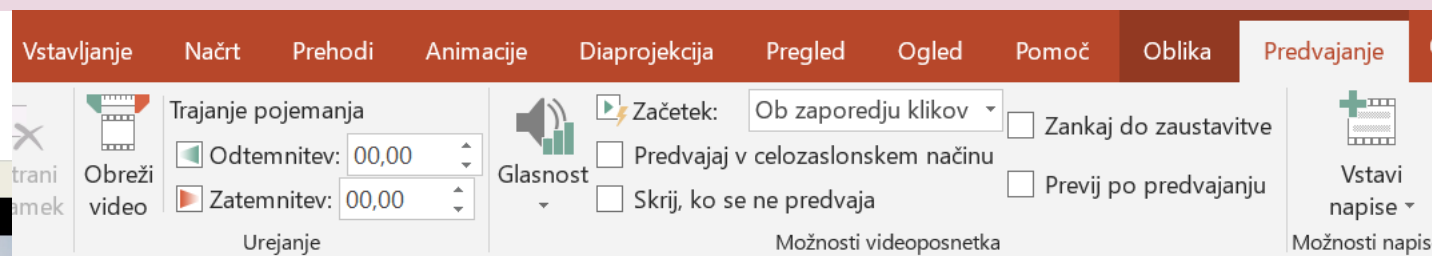 Vstavljanje Načrt Prehodi Animacije Diaprojekcija Pregled Ogled Pomoč Oblika Predvajanje
Trajanje pojemanja
Odtemnitev: 00,00
Zatemnitev: 00,00
Obreži
video
Urejanje
Glasnost
Začetek: Ob zaporedju klikov
Predvajaj v celozaslonskem načinu
Skrij, ko se ne predvaja
Zankaj do zaustavitve
Previj po predvajanju
Možnosti videoposnetka
Vstavi
napise
Možnosti napis